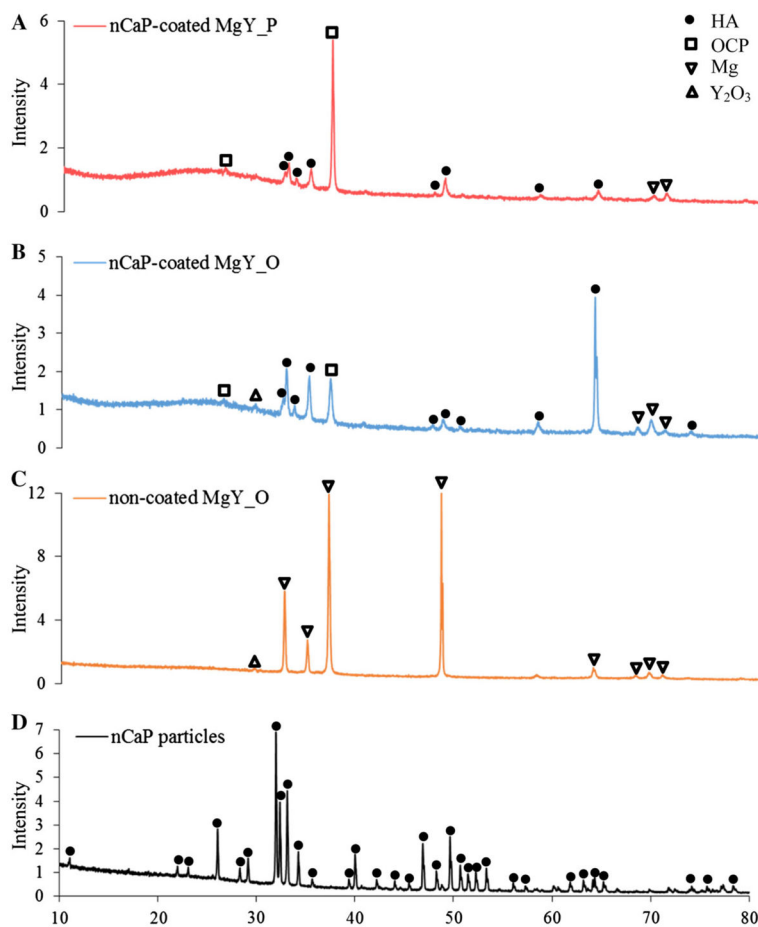 A
nCaP-coated MgY_P
HA
OCP
Mg
Y₂O₃
Intensity
6
4
2
0
B
nCaP-coated MgY_O
Intensity
5
4
3
2
1
0
C
non-coated MgY_O
Intensity
12
8
4
0
D
nCaP particles
Intensity
7
6
5
4
3
2
1
0
10 20 30 40 50 60 70 80